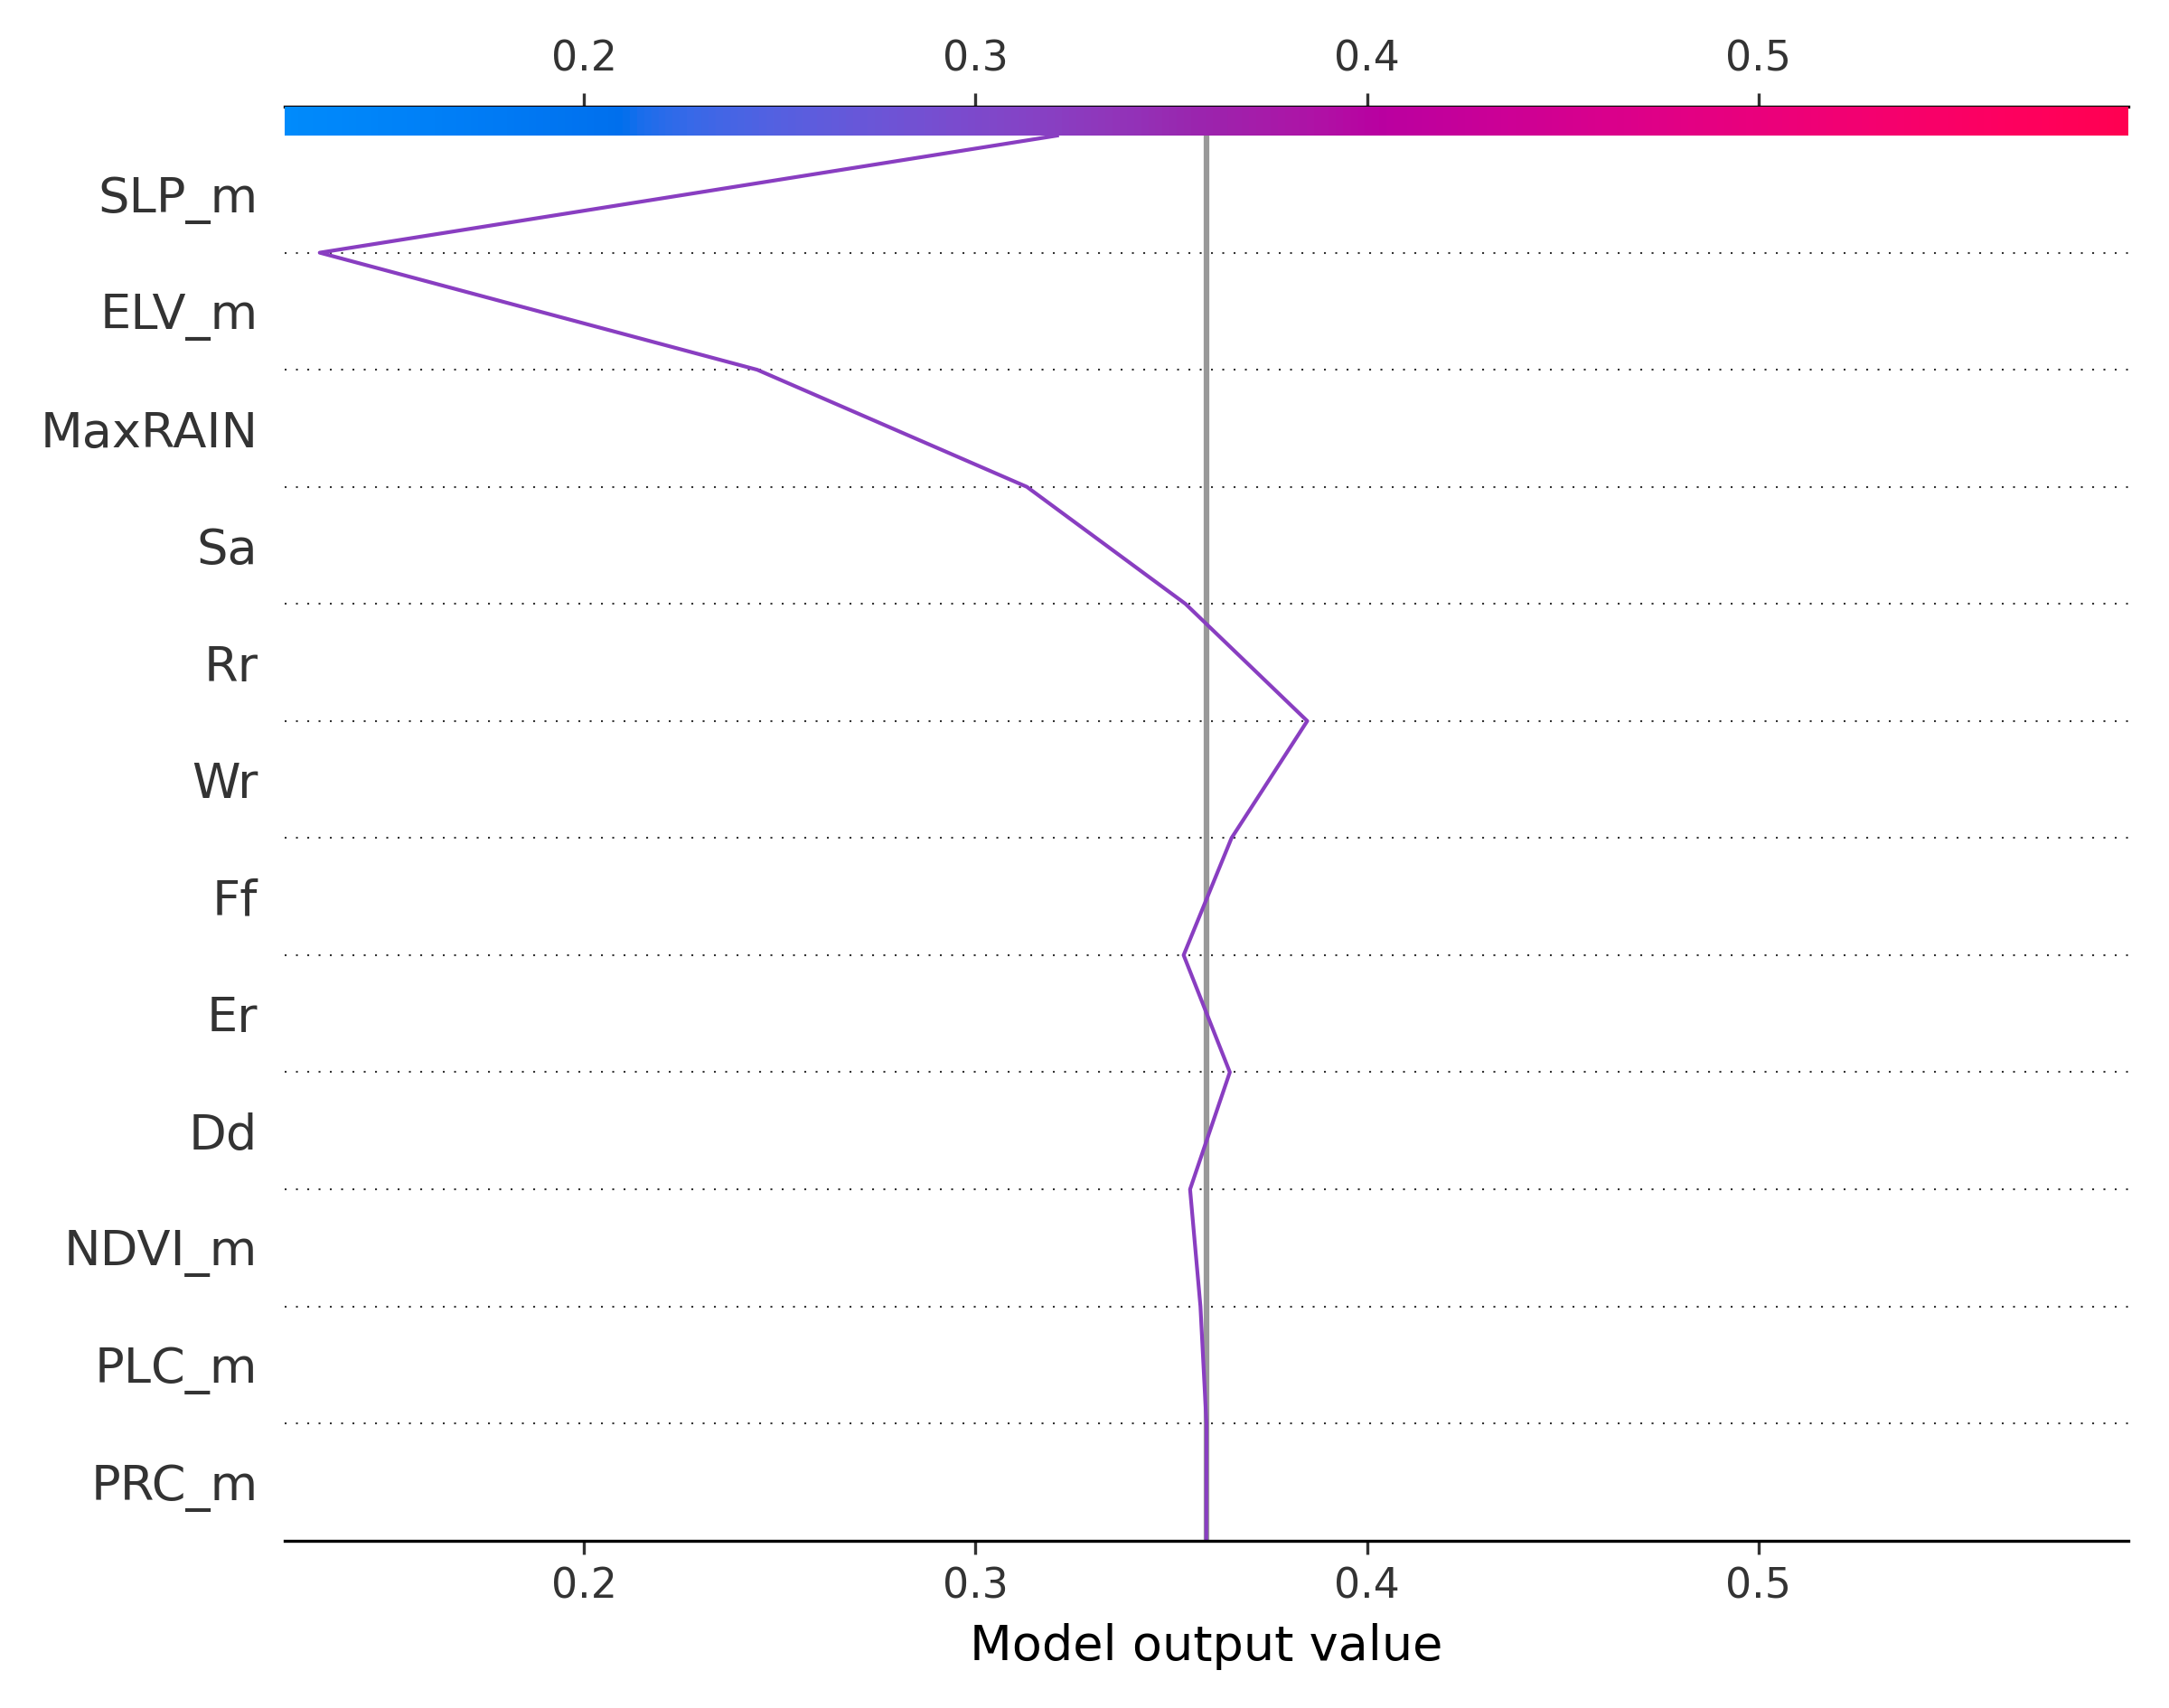 0.2 0.3 0.4 0.5
SLP_m
ELV_m
MaxRAIN
Sa
Rr
Wr
Ff
Er
Dd
NDVI_m
PLC_m
PRC_m
0.2 0.3 0.4 0.5
Model output value